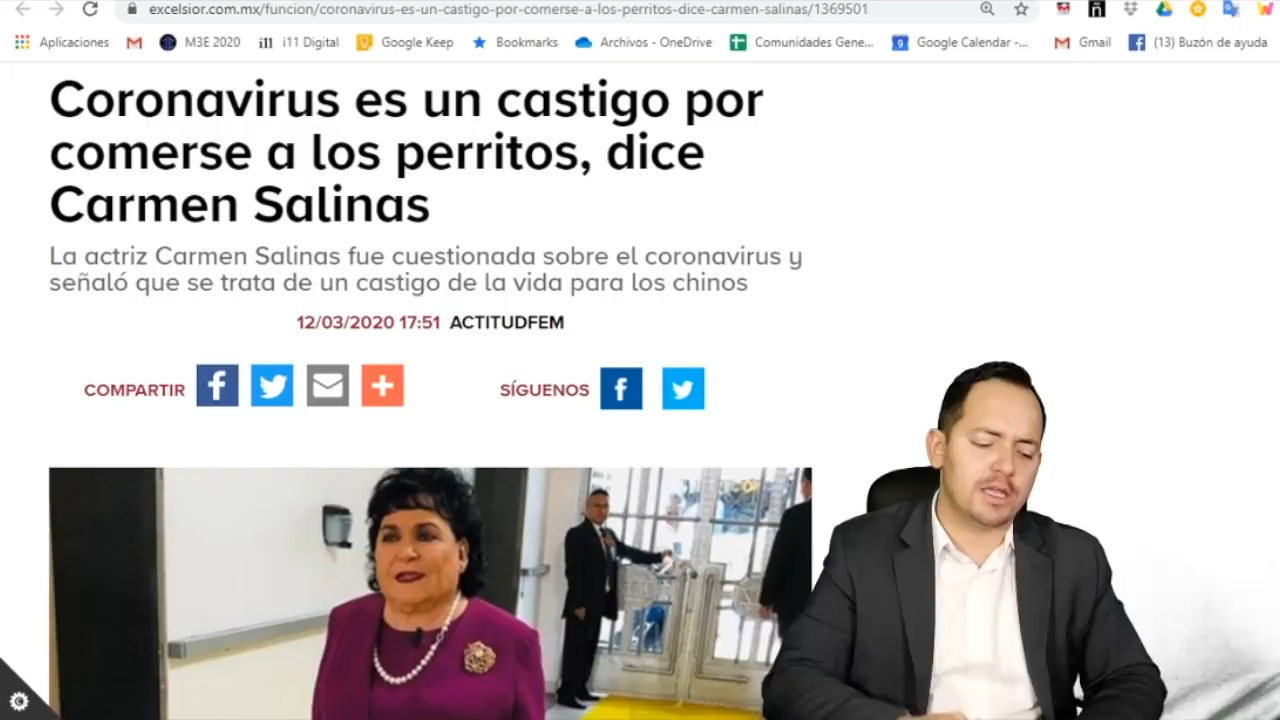 excelsior.com.mx/funcion/coronavirus-es-un-castigo-por-comerse-a-los-perritos-dice-carmen-salinas/1369501
Aplicaciones M3E 2020 i11 i11 Digital Google Keep Bookmarks Archivos - OneDrive Comunidades Gene... 9 Google Calendar -... Gmail (13) Buzón de ayuda
Coronavirus es un castigo por
comerse a los perritos, dice
Carmen Salinas
La actriz Carmen Salinas fue cuestionada sobre el coronavirus y
señaló que se trata de un castigo de la vida para los chinos
12/03/2020 17:51 ACTITUDFEM
COMPARTIR SÍGUENOS